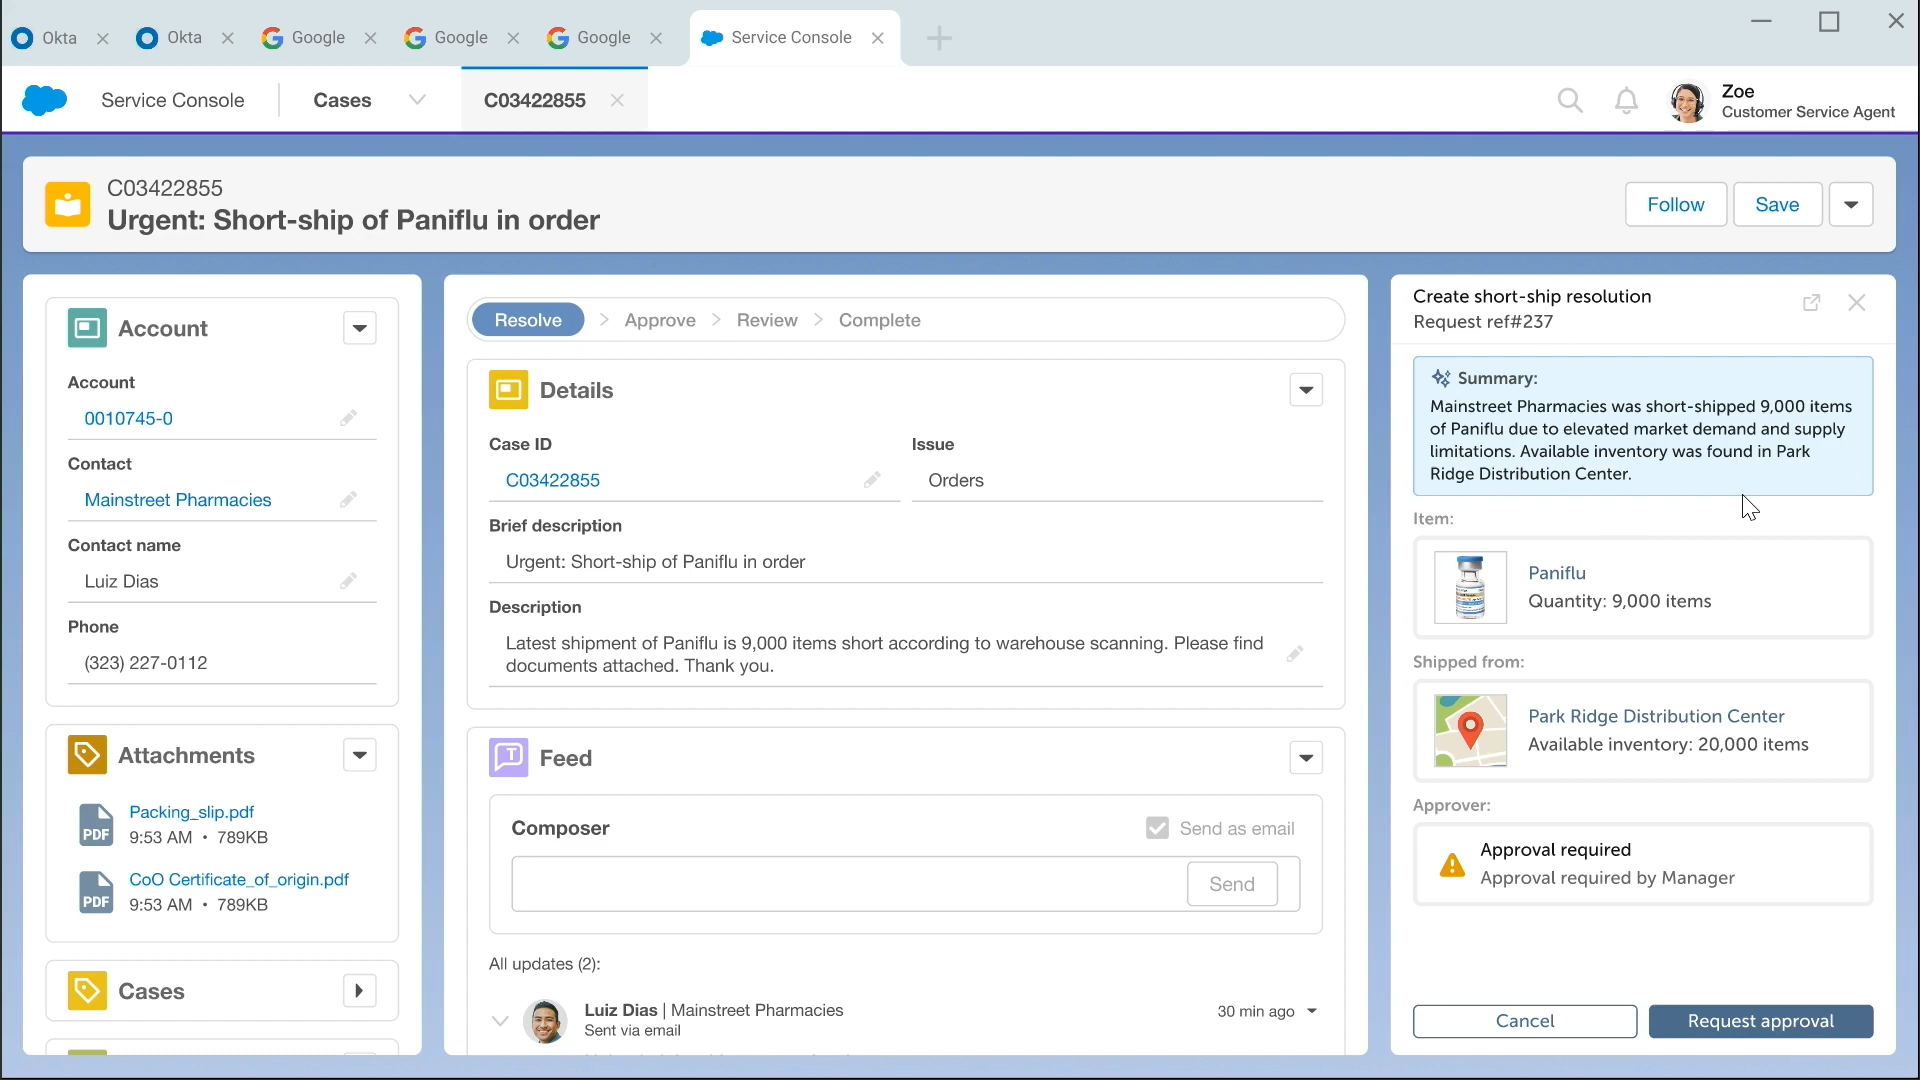 Okta
Okta
Google
Google
Google
Service Console
Service Console
Cases
C03422855
Zoe
Customer Service Agent
C03422855
Urgent: Short-ship of Paniflu in order
Follow
Save
Account
Account
0010745-0
Contact
Mainstreet Pharmacies
Contact name
Luiz Dias
Phone
(323) 227-0112
Attachments
PDF
Packing_slip.pdf
9:53 AM • 789KB
PDF
CoO Certificate_of_origin.pdf
9:53 AM • 789KB
Cases
Resolve > Approve > Review > Complete
Details
Case ID
C03422855
Issue
Orders
Brief description
Urgent: Short-ship of Paniflu in order
Description
Latest shipment of Paniflu is 9,000 items short according to warehouse scanning. Please find
documents attached. Thank you.
T
Feed
Composer
Send as email
Send
All updates (2):
Luiz Dias | Mainstreet Pharmacies
Sent via email
30 min ago
Create short-ship resolution
Request ref#237
Summary:
Mainstreet Pharmacies was short-shipped 9,000 items
of Paniflu due to elevated market demand and supply
limitations. Available inventory was found in Park
Ridge Distribution Center.
Item:
Paniflu
Quantity: 9,000 items
Shipped from:
Park Ridge Distribution Center
Available inventory: 20,000 items
Approver:
Approval required
Approval required by Manager
Cancel
Request approval